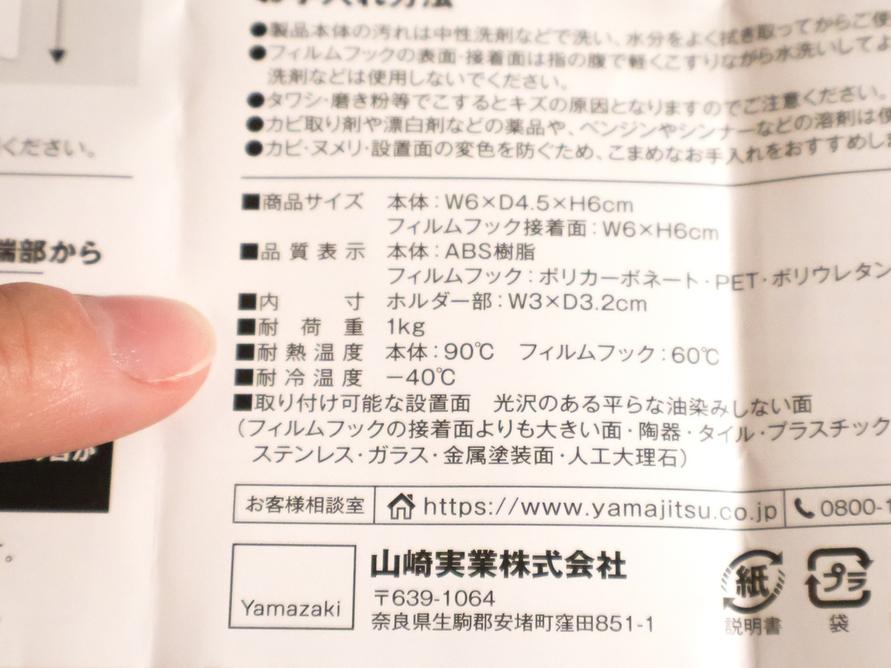 お手入れ方法
●製品本体の汚れは中性洗剤などで洗い、水分をよく拭き取ってからご使
●フィルムフックの表面・接着面は指の腹で軽くこすりながら水洗いしてよ
洗剤などは使用しないでください。
●タワシ・磨き粉等でこするとキズの原因となりますのでご注意ください。
●カビ取り剤や漂白剤などの薬品や、ベンジンやシンナーなどの溶剤は使
●カビ・ヌメリ・設置面の変色を防ぐため、こまめなお手入れをおすすめし
ください。
端部から
■商品サイズ 本体：W6×D4.5×H6cm
フィルムフック接着面：W6×H6cm
■品質表示 本体：ABS樹脂
フィルムフック：ポリカーボネート・PET・ポリウレタン
■内寸 ホルダー部：W3×D3.2cm
■耐荷重 1kg
■耐熱温度 本体：90℃ フィルムフック：60℃
■耐冷温度 −40℃
■取り付け可能な設置面 光沢のある平らな油染みしない面
（フィルムフックの接着面よりも大きい面・陶器・タイル・プラスチック
ステンレス・ガラス・金属塗装面・人工大理石）
お客様相談室 https://www.yamajitsu.co.jp 0800-1
Yamazaki
山崎実業株式会社
〒639-1064
奈良県生駒郡安堵町窪田851-1
紙
説明書
プラ
袋